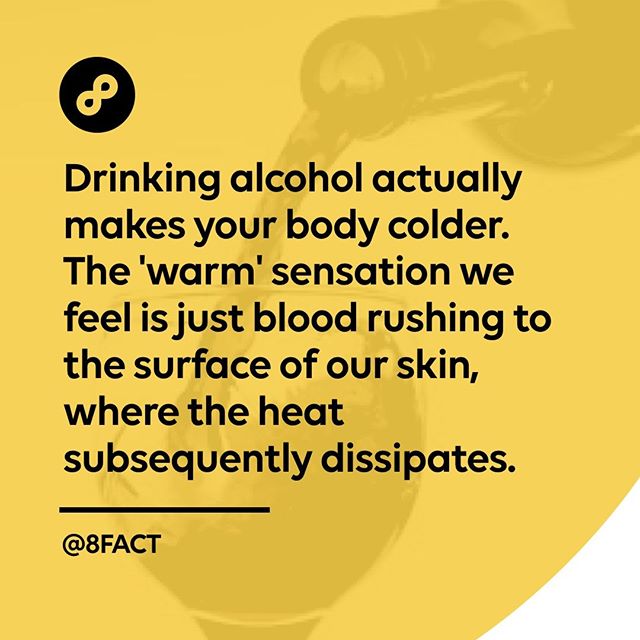 Drinking alcohol actually
makes your body colder.
The 'warm' sensation we
feel is just blood rushing to
the surface of our skin,
where the heat
subsequently dissipates.
@8FACT